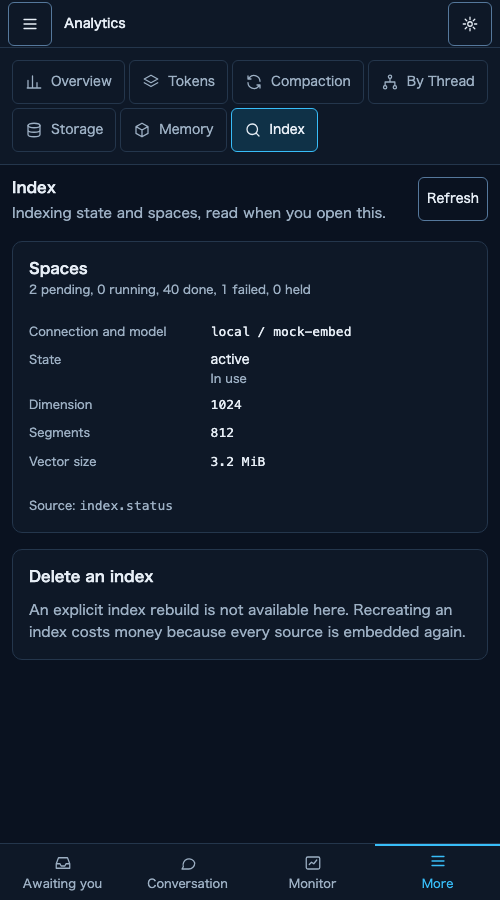 Analytics
Overview
Tokens
Compaction
By Thread
Storage
Memory
Index
Index
Indexing state and spaces, read when you open this.
Refresh
Spaces
2 pending, 0 running, 40 done, 1 failed, 0 held
Connection and model local / mock-embed
State active
In use
Dimension 1024
Segments 812
Vector size 3.2 MiB
Source: index.status
Delete an index
An explicit index rebuild is not available here. Recreating an
index costs money because every source is embedded again.
Awaiting you
Conversation
Monitor
More